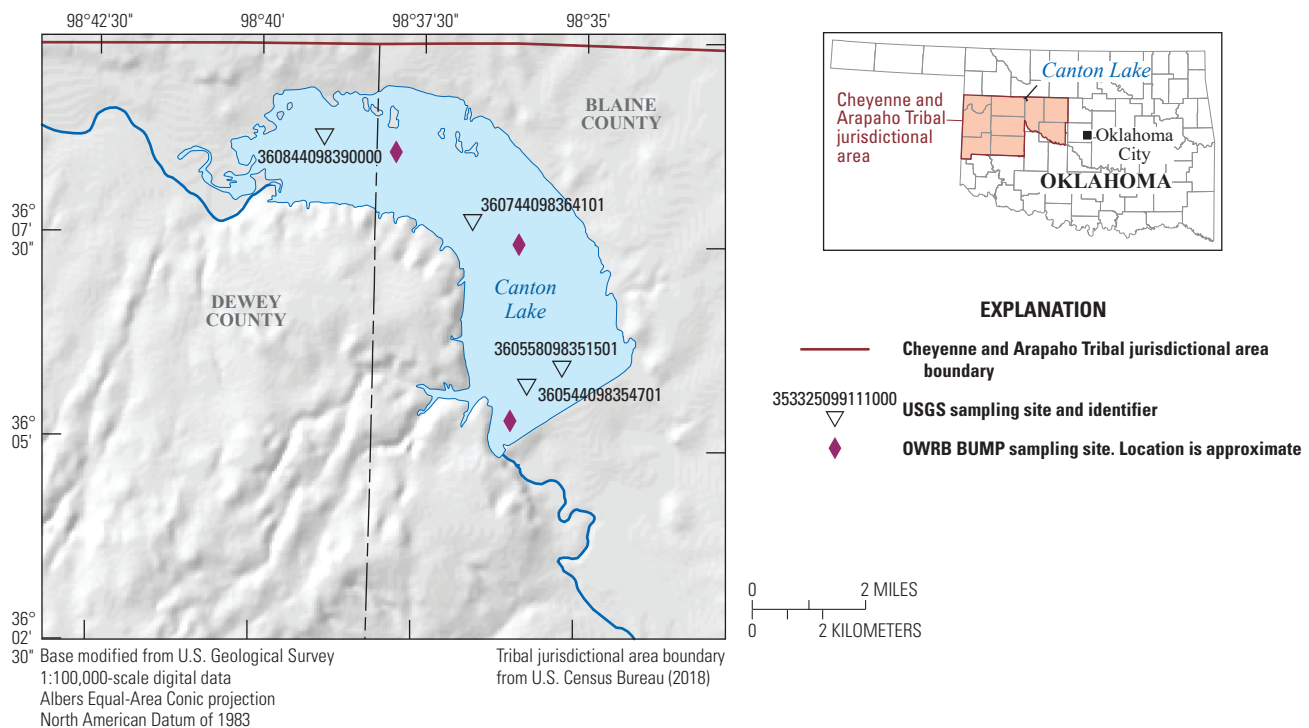 98°42'30"
98°40'
98°37'30"
98°35'
36°
07'
30"
36°
05'
36°
02'
30"
BLAINE
COUNTY
360844098390000
360744098364101
DEWEY
COUNTY
Canton
Lake
360558098351501
360544098354701
Base modified from U.S. Geological Survey
1:100,000-scale digital data
Albers Equal-Area Conic projection
North American Datum of 1983
Tribal jurisdictional area boundary
from U.S. Census Bureau (2018)
Canton Lake
Cheyenne and
Arapaho Tribal
jurisdictional
area
Oklahoma
City
OKLAHOMA
EXPLANATION
Cheyenne and Arapaho Tribal jurisdictional area
boundary
353325099111000
USGS sampling site and identifier
OWRB BUMP sampling site. Location is approximate
0 2 MILES
0 2 KILOMETERS